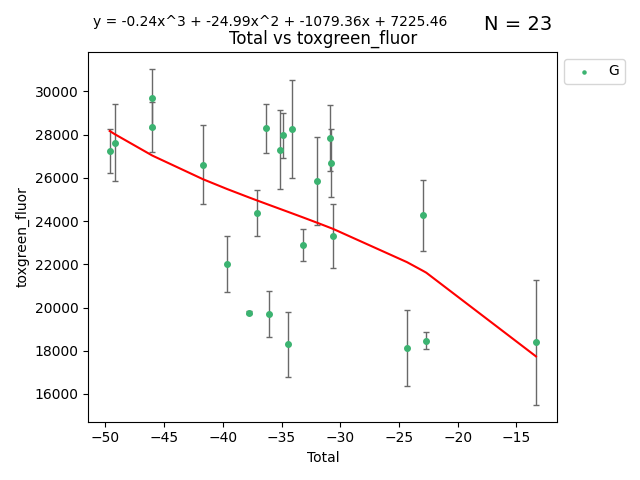 y = -0.24x^3 + -24.99x^2 + -1079.36x + 7225.46
N = 23
Total vs toxgreen_fluor
G
toxgreen_fluor
30000
28000
26000
24000
22000
20000
18000
16000
−50 −45 −40 −35 −30 −25 −20 −15
Total